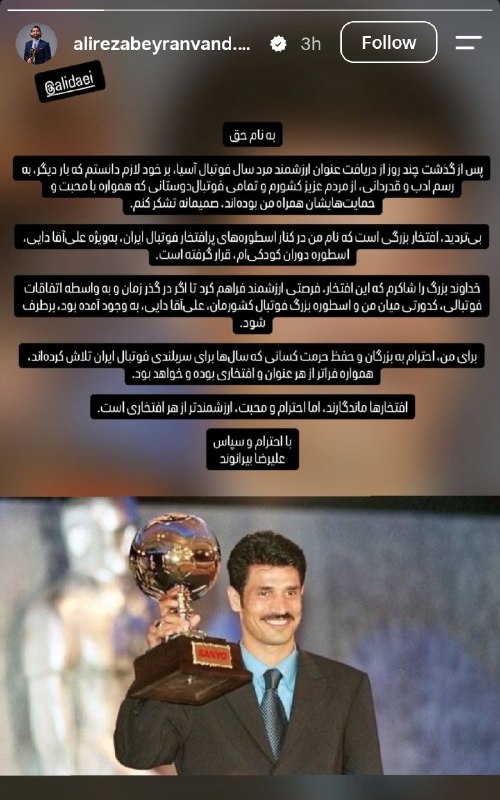 alirezabeyranvand....
3h
Follow
@alidaei
به نام حق
پس از گذشت چند روز از دریافت عنوان ارزشمند مرد سال فوتبال آسیا، بر خود لازم دانستم که بار دیگر، به
رسم ادب و قدردانی، از مردم عزیز کشورم و تمامی فوتبال‌دوستانی که همواره با محبت و
حمایت‌هایشان همراه من بوده‌اند، صمیمانه تشکر کنم.
بی‌تردید، افتخار بزرگی است که نام من در کنار اسطوره‌های پرافتخار فوتبال ایران، به‌ویژه علی‌آقا دایی،
اسطوره دوران کودکی‌ام، قرار گرفته است.
خداوند بزرگ را شاکرم که این افتخار، فرصتی ارزشمند فراهم کرد تا اگر در گذر زمان و به واسطه اتفاقات
فوتبالی، کدورتی میان من و اسطوره بزرگ فوتبال کشورمان، علی‌آقا دایی، به وجود آمده بود، برطرف
شود.
برای من، احترام به بزرگان و حفظ حرمت کسانی که سال‌ها برای سربلندی فوتبال ایران تلاش کرده‌اند،
همواره فراتر از هر عنوان و افتخاری بوده و خواهد بود.
افتخارها ماندگارند، اما احترام و محبت، ارزشمندتر از هر افتخاری است.
با احترام و سپاس
علیرضا بیرانوند
SANYO